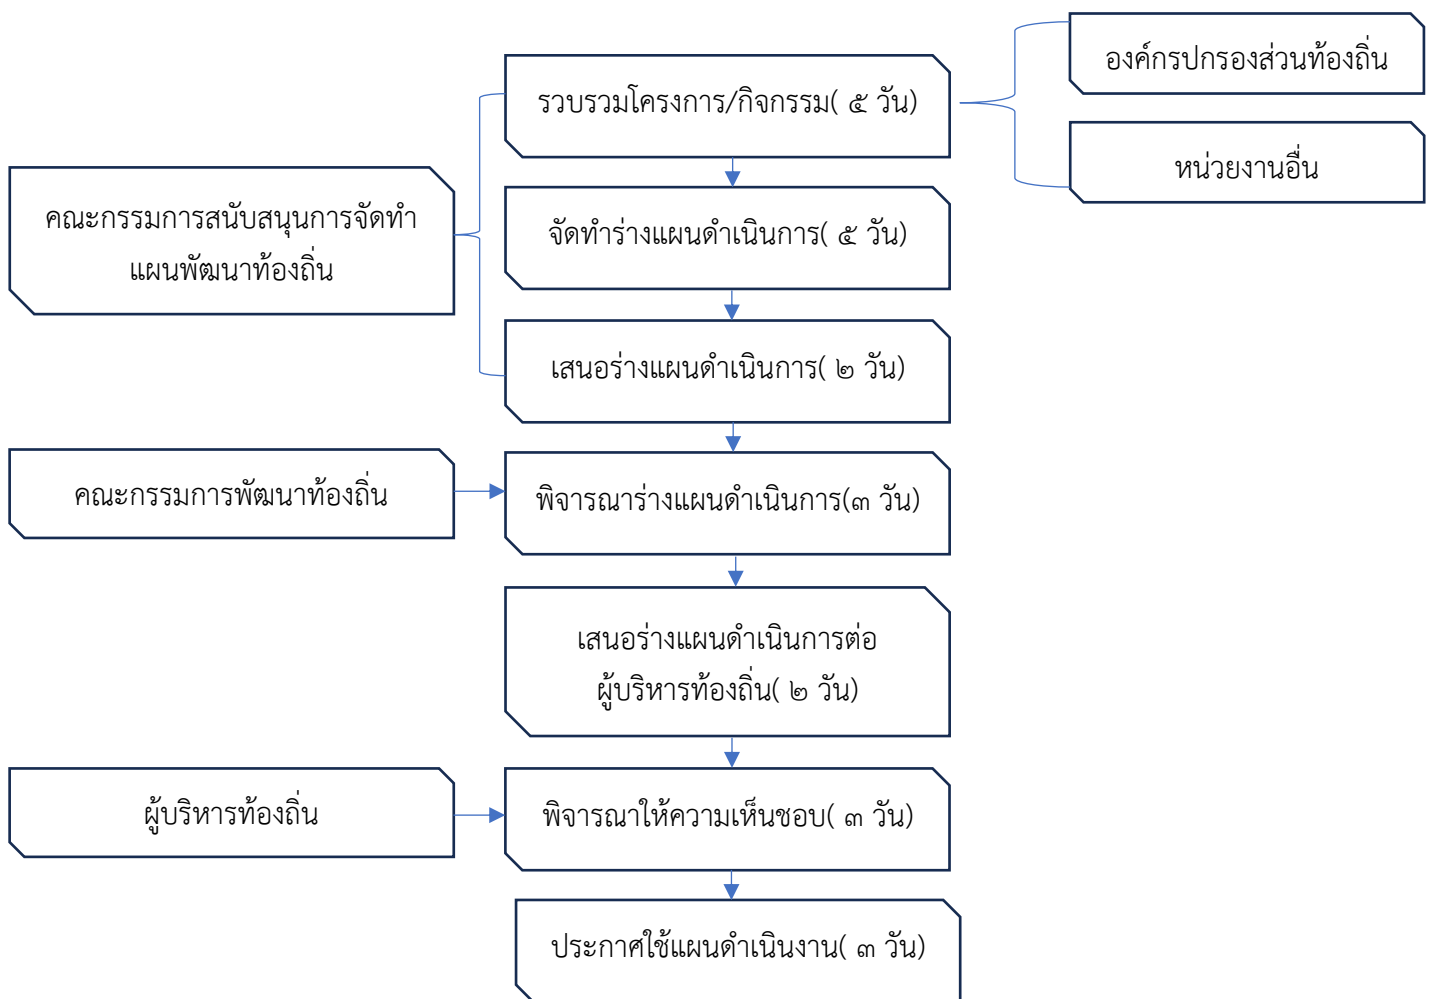 องค์กรปกรองส่วนท้องถิ่น
รวบรวมโครงการ/กิจกรรม( ๕ วัน)
หน่วยงานอื่น
คณะกรรมการสนับสนุนการจัดทำ
แผนพัฒนาท้องถิ่น
จัดทำร่างแผนดำเนินการ( ๕ วัน)
เสนอร่างแผนดำเนินการ( ๒ วัน)
คณะกรรมการพัฒนาท้องถิ่น
พิจารณาร่างแผนดำเนินการ(๓ วัน)
เสนอร่างแผนดำเนินการต่อ
ผู้บริหารท้องถิ่น( ๒ วัน)
ผู้บริหารท้องถิ่น
พิจารณาให้ความเห็นชอบ( ๓ วัน)
ประกาศใช้แผนดำเนินงาน( ๓ วัน)